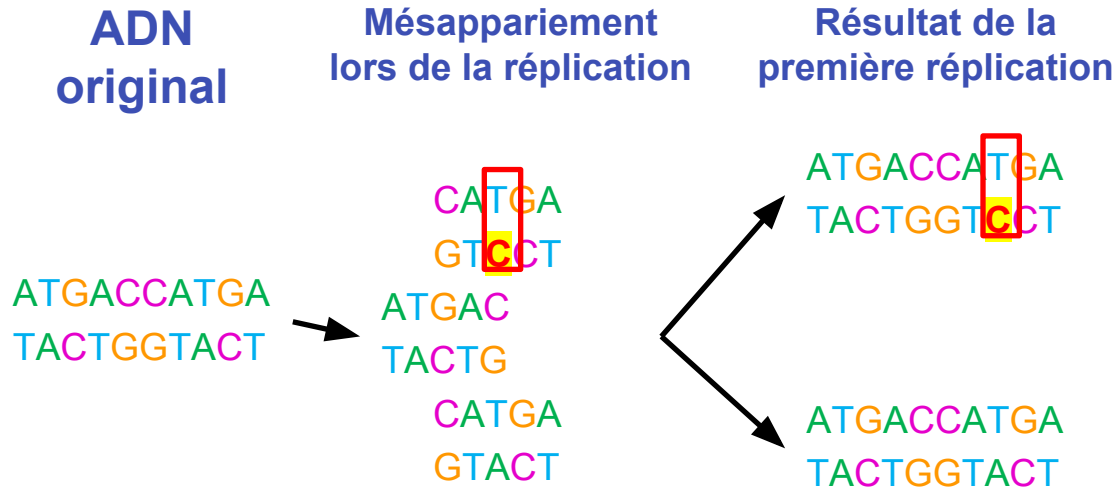 ADN
original
Mésappariement
lors de la réplication
Résultat de la
première réplication
ATGACCATGA
TACTGGTACT
CATGA
GTCCT
ATGAC
TACTG
CATGA
GTACT
ATGACCATGA
TACTGGTCCT
ATGACCATGA
TACTGGTACT